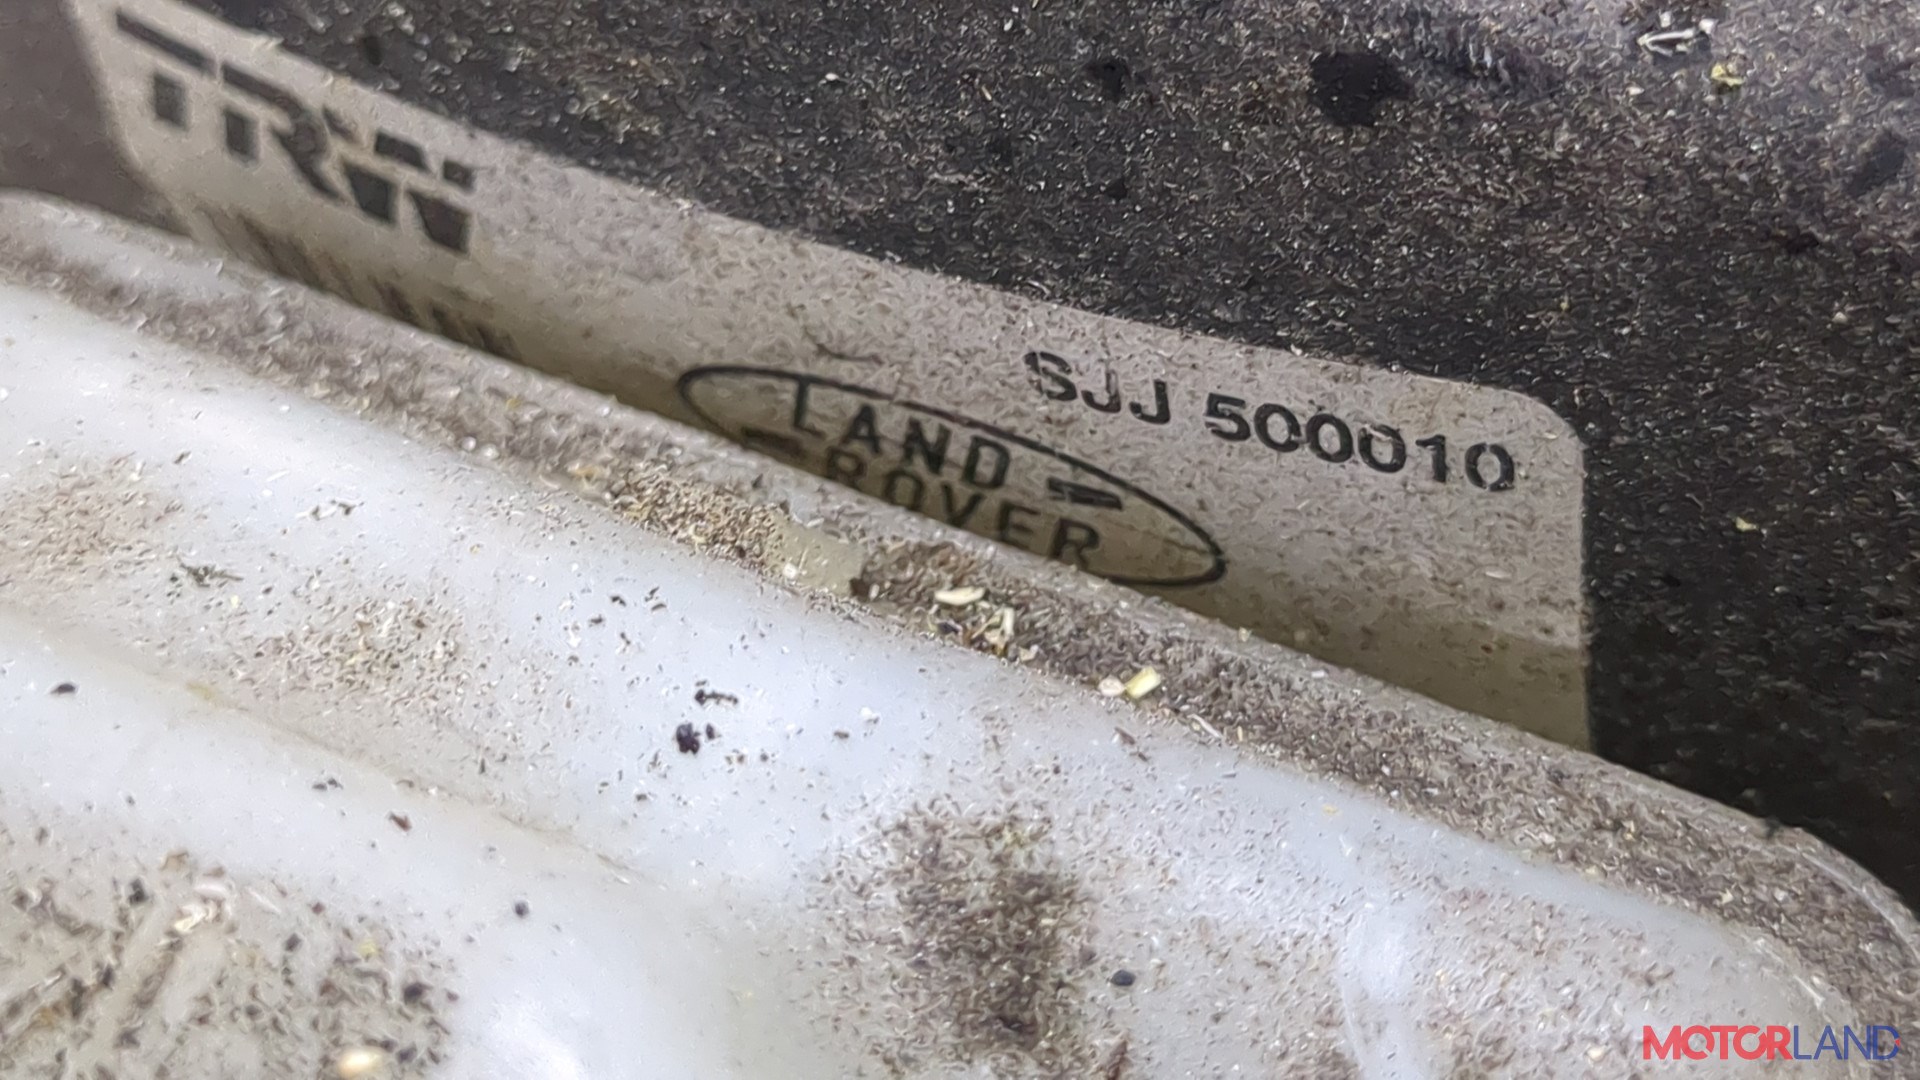 TRW
SJJ 500010
LAND
ROVER
MOTORLAND